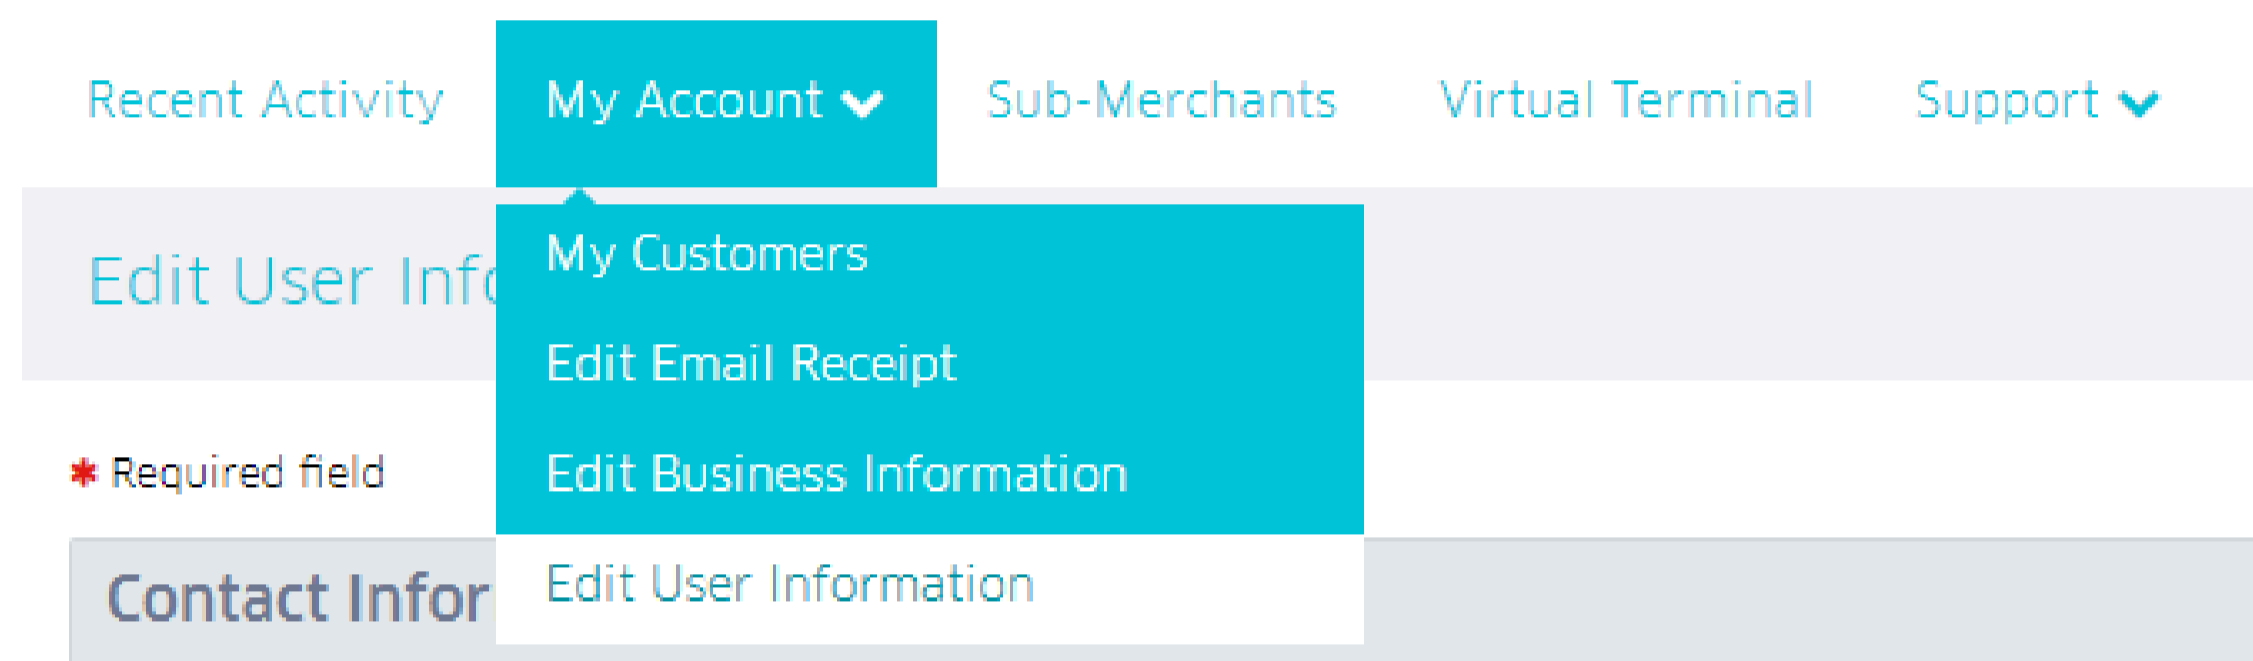 Recent Activity My Account Sub-Merchants Virtual Terminal Support
My Customers
Edit User Info
Edit Email Receipt
* Required field
Edit Business Information
Contact Infor
Edit User Information